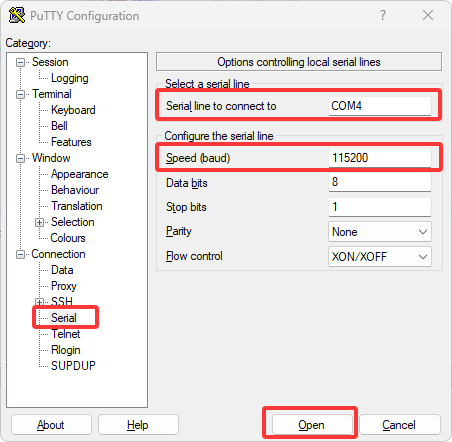 PuTTY Configuration
?
Category:
Session
Logging
Terminal
Keyboard
Bell
Features
Window
Appearance
Behaviour
Translation
Selection
Colours
Connection
Data
Proxy
SSH
Serial
Telnet
Rlogin
SUPDUP
Options controlling local serial lines
Select a serial line
Serial line to connect to COM4
Configure the serial line
Speed (baud) 115200
Data bits 8
Stop bits 1
Parity None
Flow control XON/XOFF
About Help Open Cancel